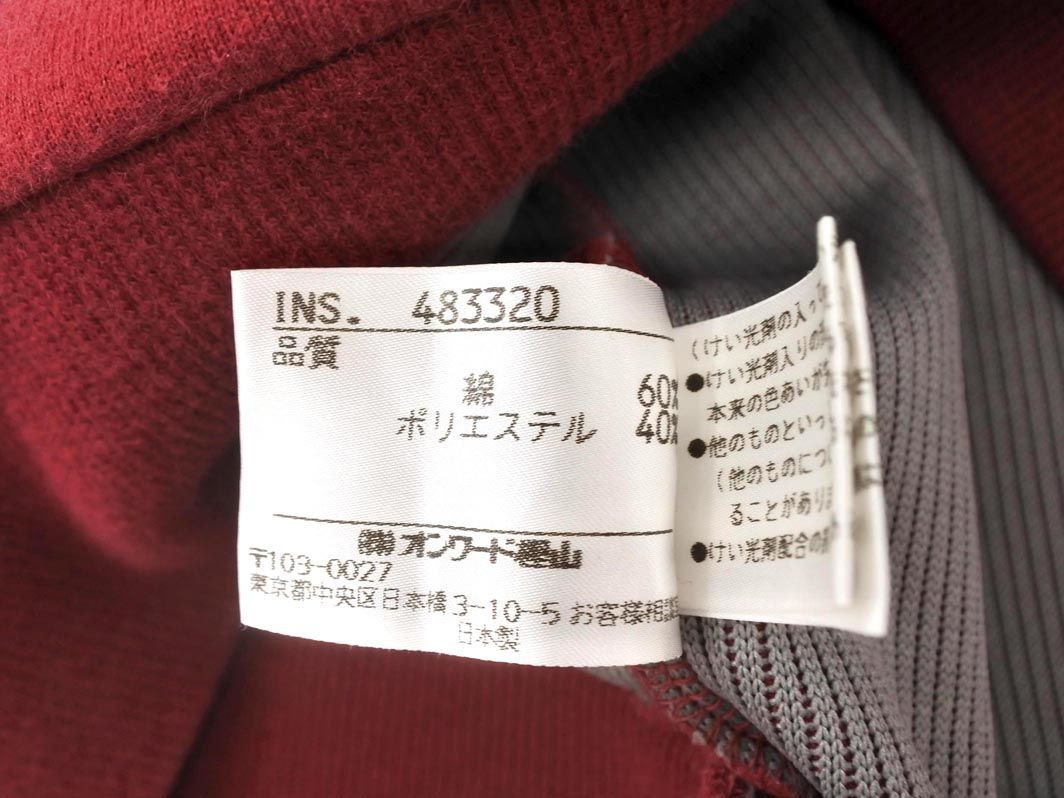 INS. 483320
品質
綿 60%
ポリエステル 40%
㈱オンワード樫山
〒103-0027
東京都中央区日本橋3-10-5 お客様相談
日本製
(けい光剤の入っ
●けい光剤入りの
本来の色あいが
●他のものといっ
(他のものにつ
ることがありま
●けい光剤配合の